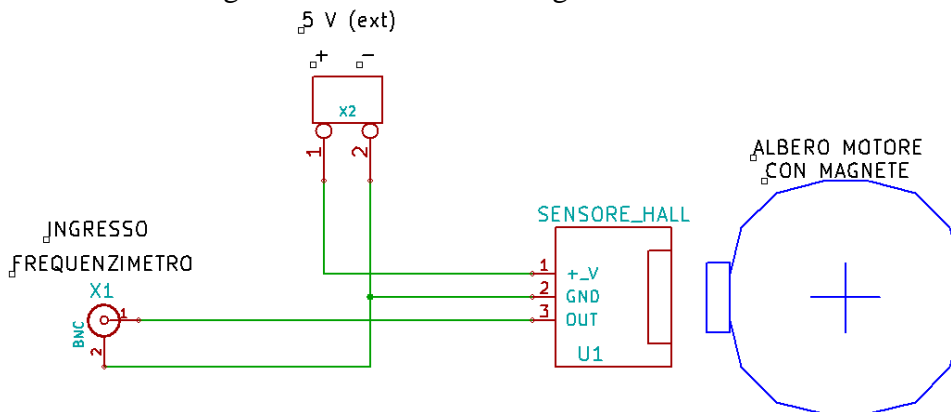 5 V (ext)
+ -
X2
1 2
ALBERO MOTORE
CON MAGNETE
SENSORE_HALL
INGRESSO
FREQUENZIMETRO
X1
BNC
1
2
1 +_V
2 GND
3 OUT
U1